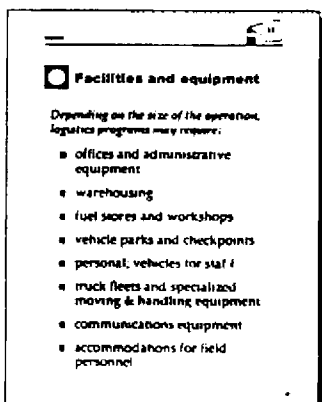 Facilities and equipment
Depending on the size of the operation,
logistics programs may require:
offices and administrative
equipment
warehousing
fuel stores and workshops
vehicle parks and checkpoints
personal; vehicles for staf f
truck fleets and specialized
moving & handling equipment
communications equipment
accommodations for field
personnel